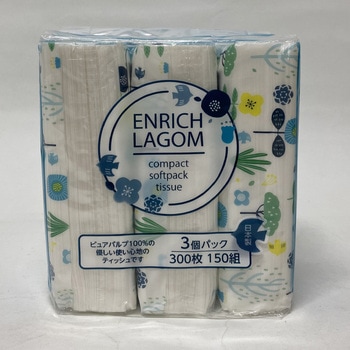 ENRICH
LAGOM
compact
softpack
tissue
日本製
ピュアパルプ100%の
優しい使い心地の
ティッシュです
3個パック
300枚 150組